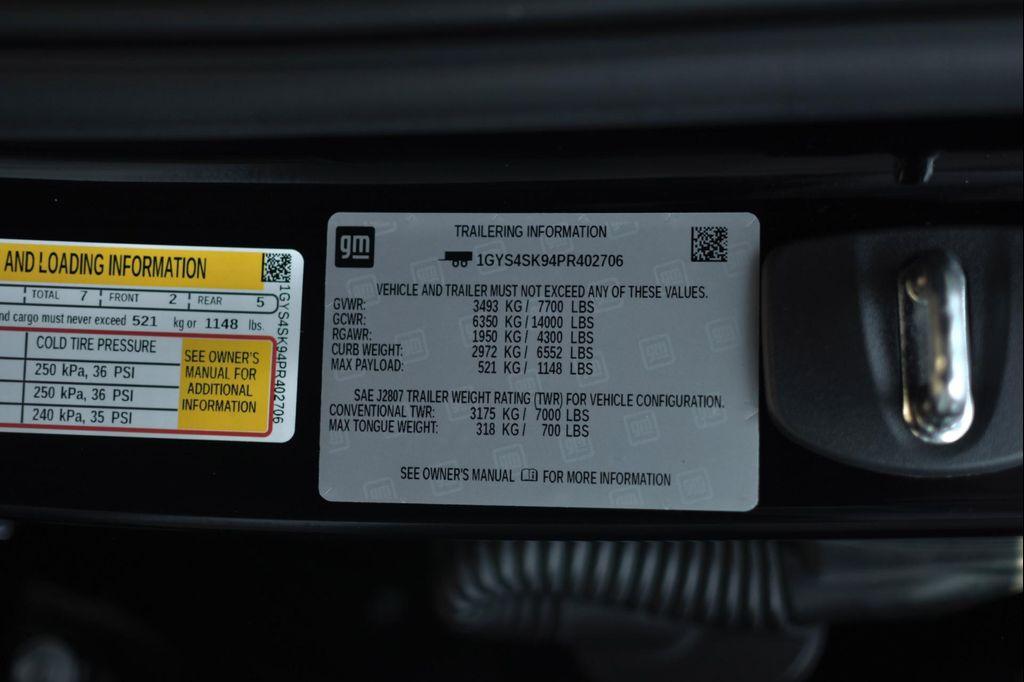 AND LOADING INFORMATION
TOTAL 7 FRONT 2 REAR 5
nd cargo must never exceed 521 kg or 1148 lbs.
COLD TIRE PRESSURE
250 kPa, 36 PSI
250 kPa, 36 PSI
240 kPa, 35 PSI
SEE OWNER'S
MANUAL FOR
ADDITIONAL
INFORMATION
1GYS4SK94PR402706
gm
TRAILERING INFORMATION
1GYS4SK94PR402706
VEHICLE AND TRAILER MUST NOT EXCEED ANY OF THESE VALUES.
GVWR: 3493 KG / 7700 LBS
GCWR: 6350 KG / 14000 LBS
RGAWR: 1950 KG / 4300 LBS
CURB WEIGHT: 2972 KG / 6552 LBS
MAX PAYLOAD: 521 KG / 1148 LBS
SAE J2807 TRAILER WEIGHT RATING (TWR) FOR VEHICLE CONFIGURATION.
CONVENTIONAL TWR: 3175 KG / 7000 LBS
MAX TONGUE WEIGHT: 318 KG / 700 LBS
SEE OWNER'S MANUAL FOR MORE INFORMATION